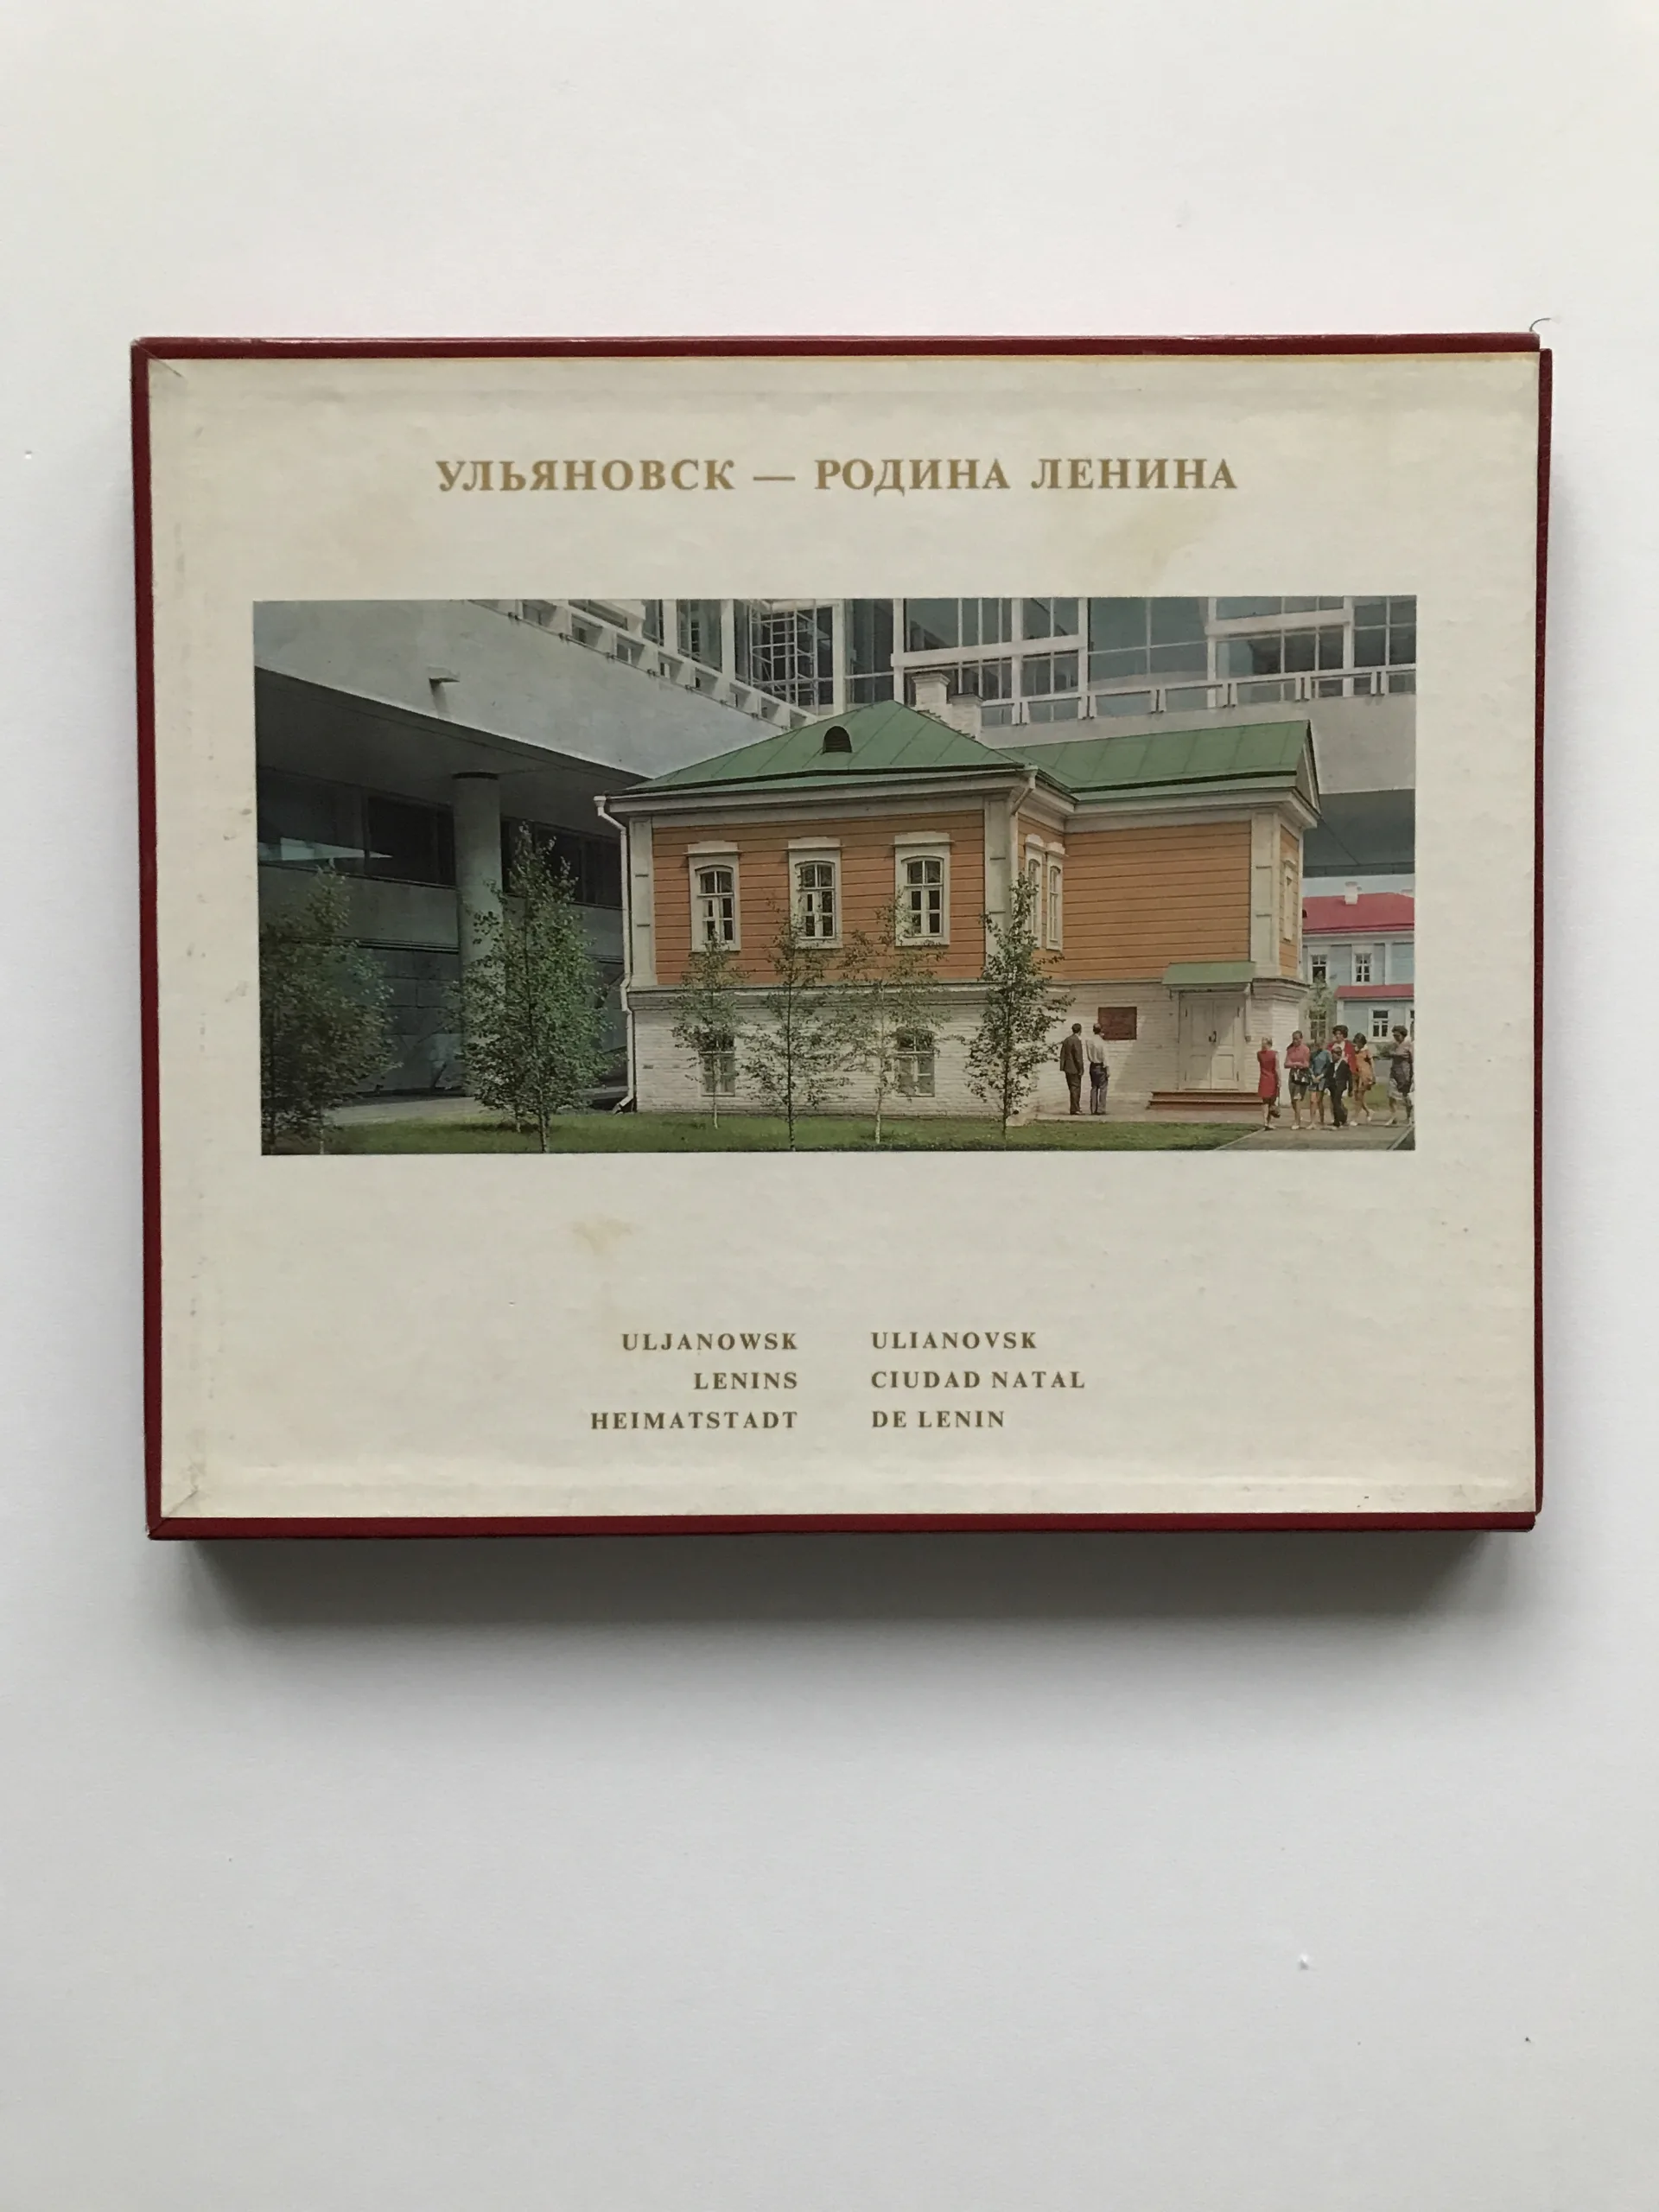 УЛЬЯНОВСК — РОДИНА ЛЕНИНА
ULJANOWSK
LENINS
HEIMATSTADT
ULIANOVSK
CIUDAD NATAL
DE LENIN